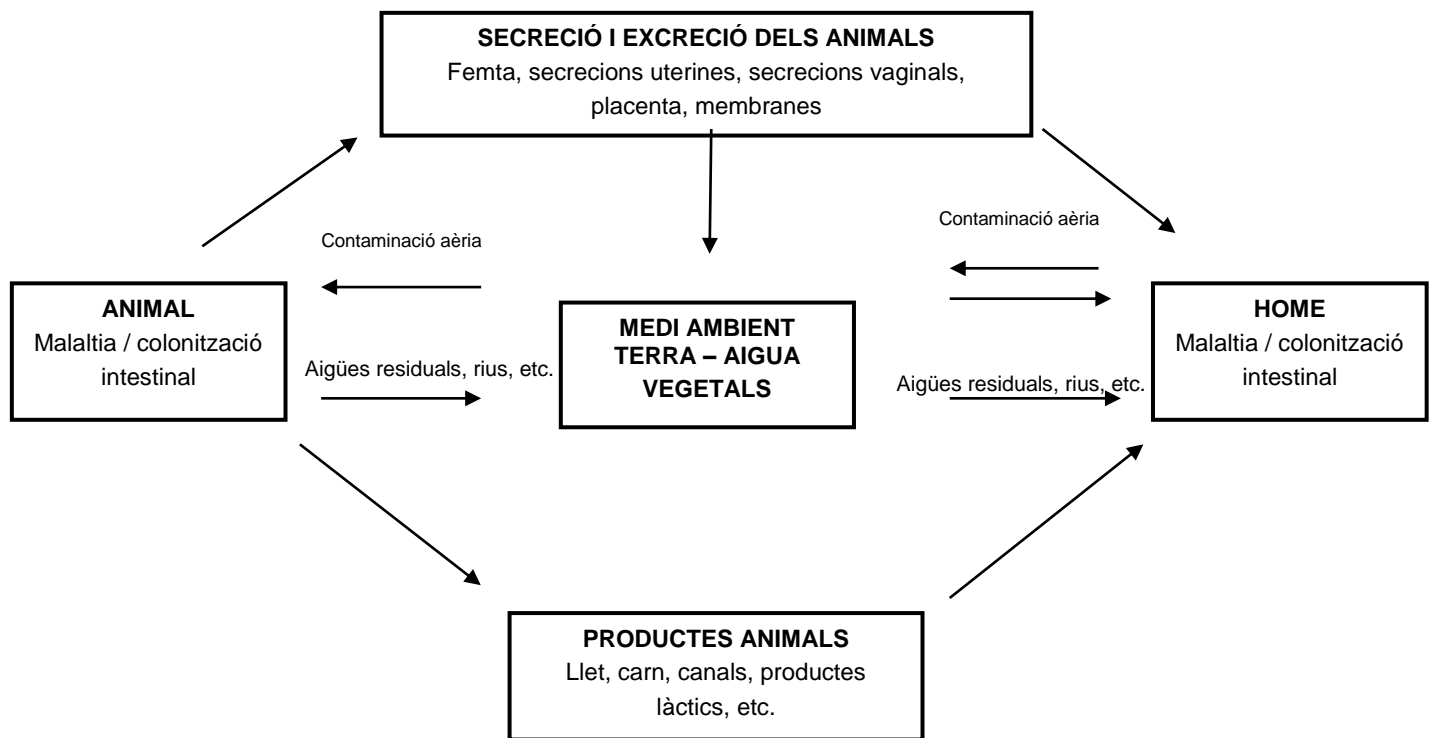 SECRECIÓ I EXCRECIÓ DELS ANIMALS
Femta, secrecions uterines, secrecions vaginals,
placenta, membranes
Contaminació aèria
Contaminació aèria
ANIMAL
Malaltia / colonització
intestinal
MEDI AMBIENT
TERRA – AIGUA
VEGETALS
HOME
Malaltia / colonització
intestinal
Aigües residuals, rius, etc.
Aigües residuals, rius, etc.
PRODUCTES ANIMALS
Llet, carn, canals, productes
làctics, etc.